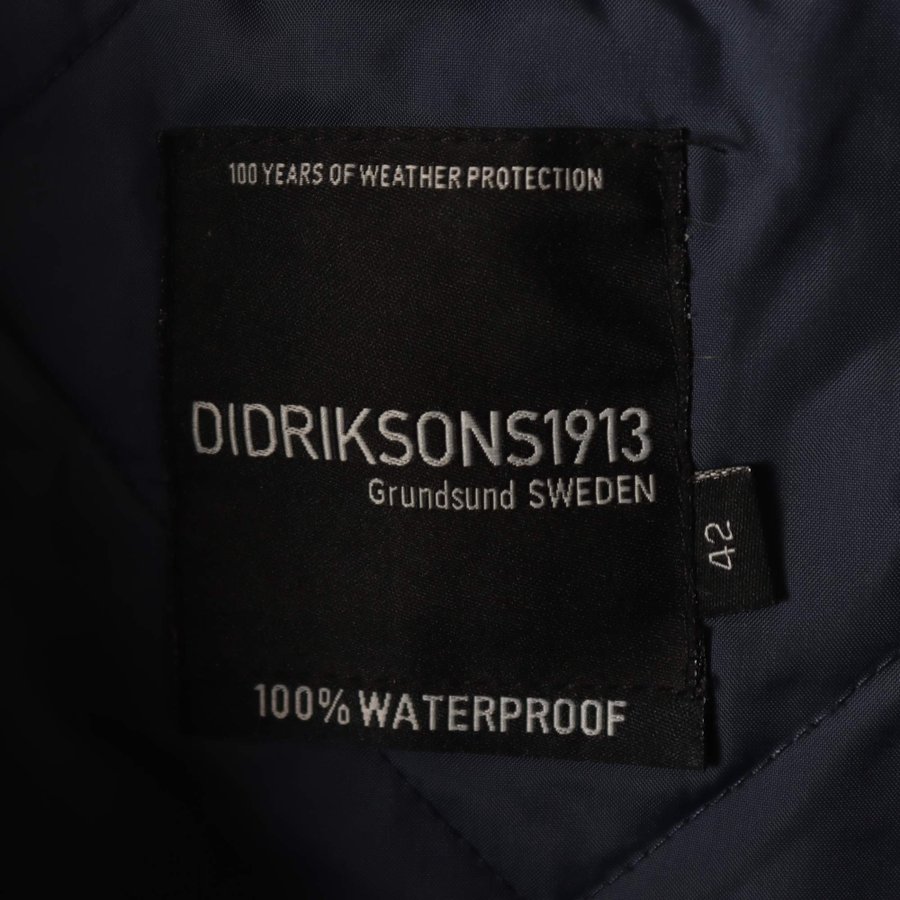 100 YEARS OF WEATHER PROTECTION
DIDRIKSONS1913
Grundsund SWEDEN
42
100% WATERPROOF